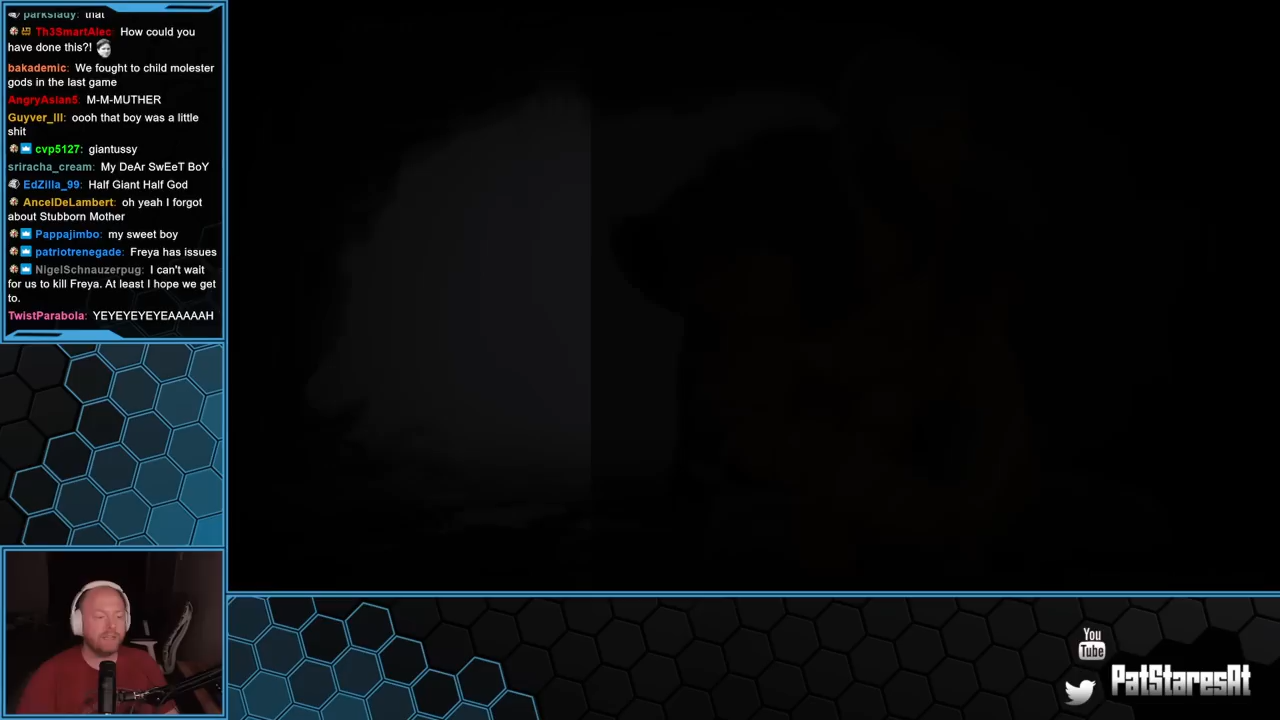 parkslady: that
Th3SmartAlec: How could you
have done this?!
bakademic: We fought to child molester
gods in the last game
AngryAsian5: M-M-MUTHER
Guyver_III: oooh that boy was a little
shit
cvp5127: giantussy
sriracha_cream: My DeAr SwEeT BoY
EdZilla_99: Half Giant Half God
AncelDeLambert: oh yeah I forgot
about Stubborn Mother
Pappajimbo: my sweet boy
patriotrenegade: Freya has issues
NigelSchnauzerpug: I can't wait
for us to kill Freya. At least I hope we get
to.
TwistParabola: YEYEYEYEYEAAAAAH
You
Tube
PatStaresAt